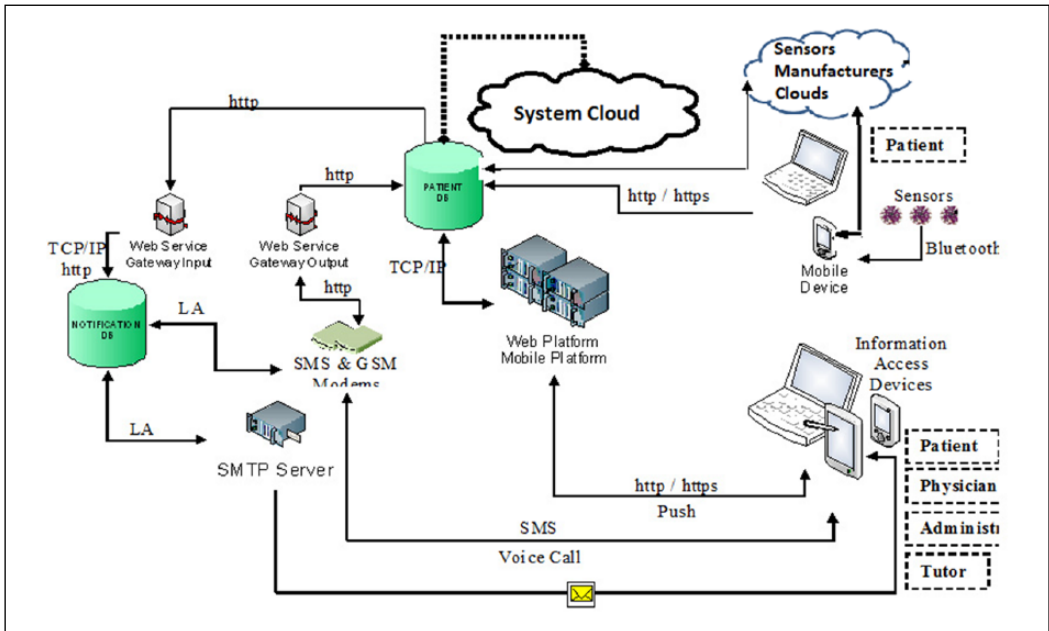 Sensors
Manufacturers
Clouds
System Cloud
http
Patient
http
PATIENT
DB
http / https
Sensors
Web Service
Gateway Input
Web Service
Gateway Output
TCP/IP
http
TCP/IP
Bluetooth
Mobile
Device
http
NOTIFICATION
DB
LA
SMS & GSM
Modems
Web Platform
Mobile Platform
Information
Access
Devices
LA
SMTP Server
Patient
http / https
Push
Physician
SMS
Administr
Voice Call
Tutor